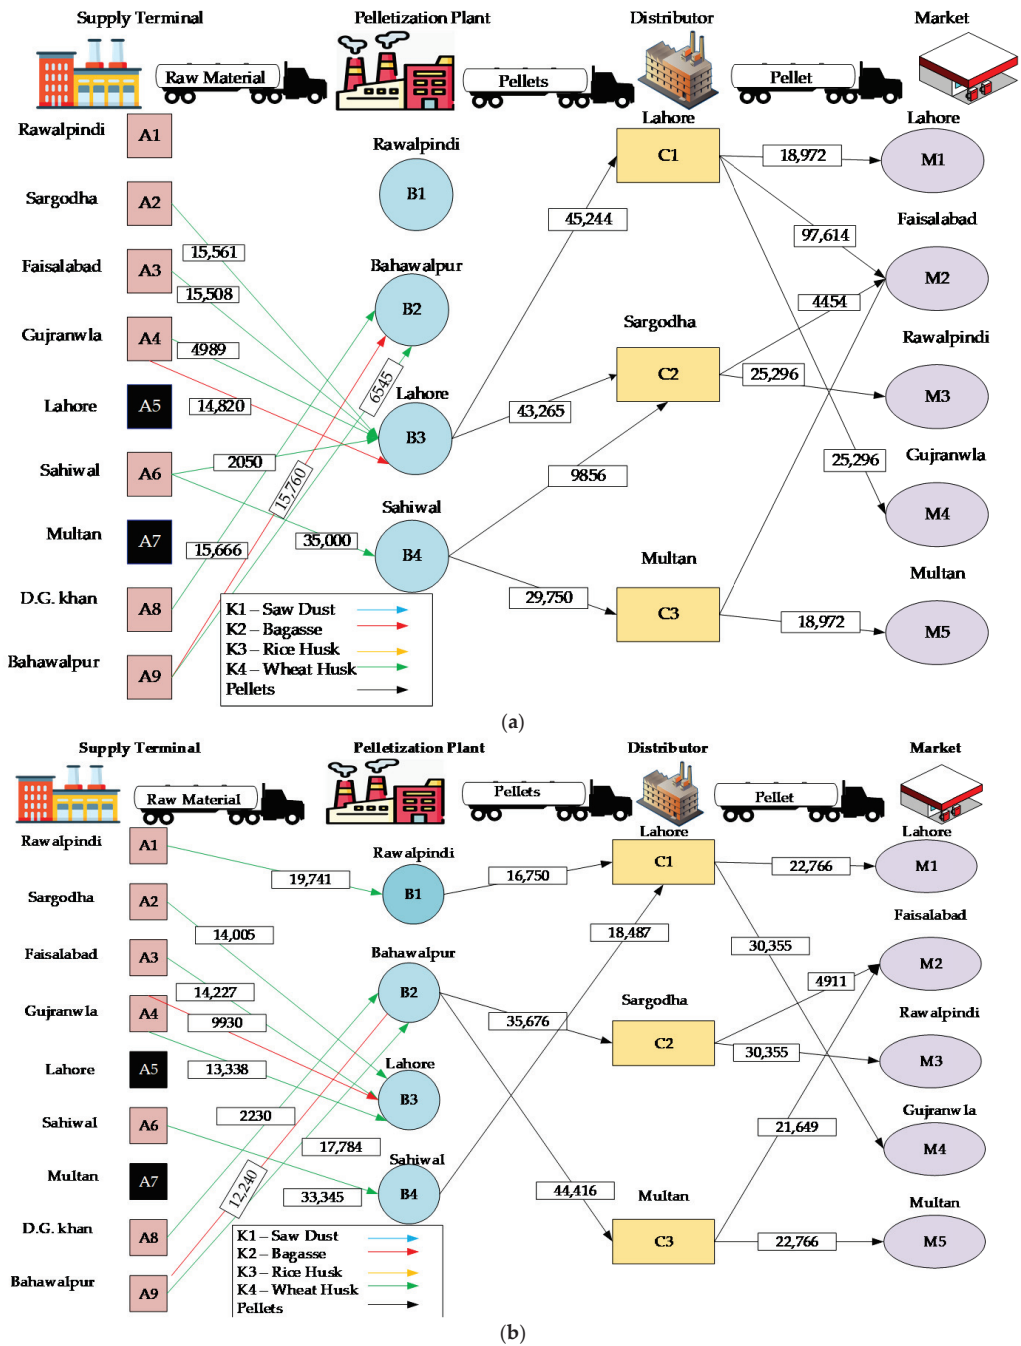 Supply Terminal Pelletization Plant Distributor Market
Raw Material Pellets Pellet
Rawalpindi A1 Lahore Lahore
Rawalpindi C1 18,972 M1
B1
Sargodha A2 45,244 Faisalabad
15,561 97,614
Faisalabad A3 Bahawalpur M2
15,508 B2 4454
Gujranwla A4 Sargodha Rawalpindi
4989 6545 C2 25,296 M3
Lahore A5 14,820 Lahore 43,265
B3 25,296 Gujranwla
Sahiwal A6 2050 15,760 9856
Sahiwal M4
Multan A7 15,666 35,000 B4 Multan Multan
D.G. khan A8 29,750 C3 18,972 M5
K1 – Saw Dust
K2 – Bagasse
K3 – Rice Husk
K4 – Wheat Husk
Pellets
Bahawalpur A9
(a)
Supply Terminal Pelletization Plant Distributor Market
Raw Material Pellets Pellet
Rawalpindi A1 Rawalpindi Lahore Lahore
19,741 B1 16,750 C1 22,766 M1
Sargodha A2 Faisalabad
14,005 18,487 30,355
Faisalabad A3 Bahawalpur 4911 M2
14,227 B2 Sargodha
Gujranwla A4 9930 35,676 C2 30,355 Rawalpindi
M3
Lahore A5 13,338 Lahore
B3 Gujranwla
Sahiwal A6 2230 21,649 M4
17,784 Sahiwal
Multan A7 12,240 33,345 B4 44,416 Multan Multan
D.G. khan A8 C3 22,766 M5
K1 – Saw Dust
K2 – Bagasse
K3 – Rice Husk
K4 – Wheat Husk
Pellets
Bahawalpur A9
(b)